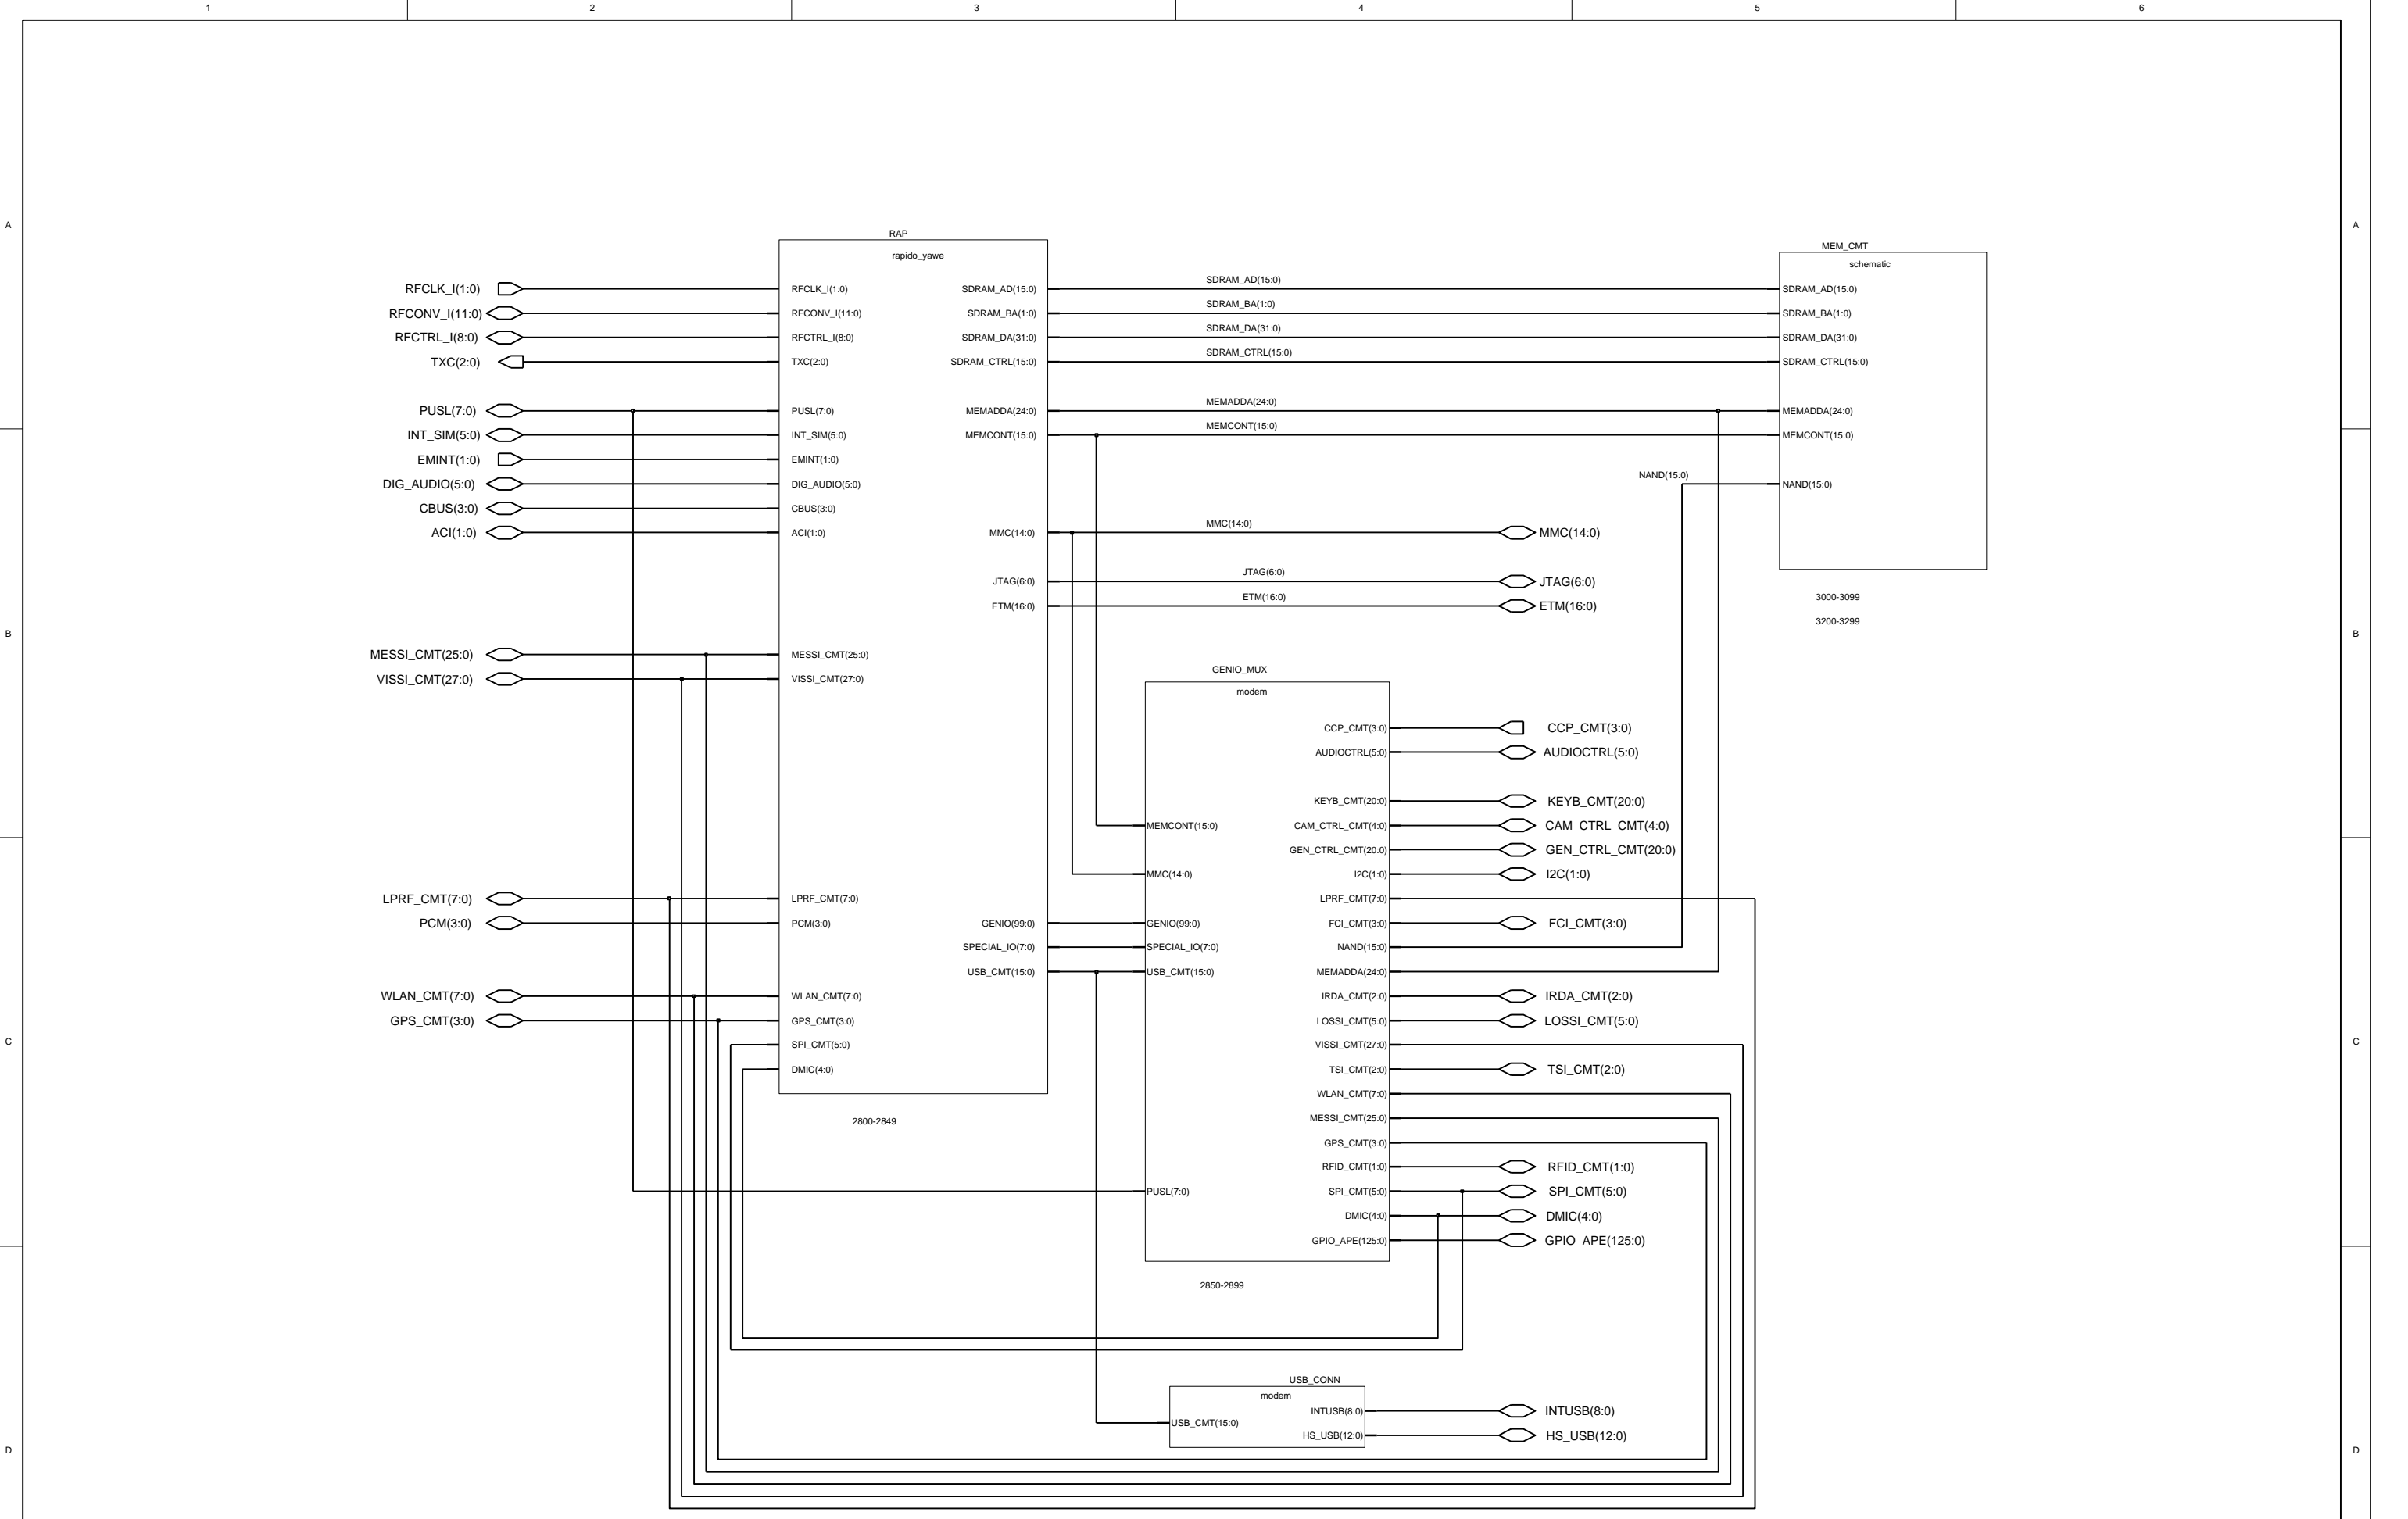 1 2 3 4 5 6
A A
RAP
MEM_CMT
rapido_yawe
schematic
RFCLK_I(1:0) RFCLK_I(1:0) SDRAM_AD(15:0) SDRAM_AD(15:0) SDRAM_AD(15:0)
RFCONV_I(11:0) RFCONV_I(11:0) SDRAM_BA(1:0) SDRAM_BA(1:0) SDRAM_BA(1:0)
RFCTRL_I(8:0) RFCTRL_I(8:0) SDRAM_DA(31:0) SDRAM_DA(31:0) SDRAM_DA(31:0)
TXC(2:0) TXC(2:0) SDRAM_CTRL(15:0) SDRAM_CTRL(15:0) SDRAM_CTRL(15:0)
PUSL(7:0) PUSL(7:0) MEMADDA(24:0) MEMADDA(24:0) MEMADDA(24:0)
INT_SIM(5:0) INT_SIM(5:0) MEMCONT(15:0) MEMCONT(15:0) MEMCONT(15:0)
EMINT(1:0) EMINT(1:0)
DIG_AUDIO(5:0) DIG_AUDIO(5:0) NAND(15:0) NAND(15:0)
CBUS(3:0) CBUS(3:0)
ACI(1:0) ACI(1:0) MMC(14:0) MMC(14:0) MMC(14:0)
JTAG(6:0) JTAG(6:0) JTAG(6:0)
ETM(16:0) ETM(16:0) ETM(16:0)
3000-3099
3200-3299
B B
MESSI_CMT(25:0) MESSI_CMT(25:0)
VISSI_CMT(27:0) VISSI_CMT(27:0)
GENIO_MUX
modem
CCP_CMT(3:0) CCP_CMT(3:0)
AUDIOCTRL(5:0) AUDIOCTRL(5:0)
KEYB_CMT(20:0) KEYB_CMT(20:0)
MEMCONT(15:0) CAM_CTRL_CMT(4:0) CAM_CTRL_CMT(4:0)
GEN_CTRL_CMT(20:0) GEN_CTRL_CMT(20:0)
MMC(14:0) I2C(1:0) I2C(1:0)
LPRF_CMT(7:0) LPRF_CMT(7:0) LPRF_CMT(7:0)
PCM(3:0) PCM(3:0) GENIO(99:0) GENIO(99:0) FCI_CMT(3:0) FCI_CMT(3:0)
SPECIAL_IO(7:0) SPECIAL_IO(7:0) NAND(15:0)
USB_CMT(15:0) USB_CMT(15:0) MEMADDA(24:0)
WLAN_CMT(7:0) WLAN_CMT(7:0) IRDA_CMT(2:0) IRDA_CMT(2:0)
GPS_CMT(3:0) GPS_CMT(3:0) LOSSI_CMT(5:0) LOSSI_CMT(5:0)
C C
SPI_CMT(5:0) VISSI_CMT(27:0)
DMIC(4:0) TSI_CMT(2:0) TSI_CMT(2:0)
WLAN_CMT(7:0)
2800-2849 MESSI_CMT(25:0)
GPS_CMT(3:0)
RFID_CMT(1:0) RFID_CMT(1:0)
PUSL(7:0) SPI_CMT(5:0) SPI_CMT(5:0)
DMIC(4:0) DMIC(4:0)
GPIO_APE(125:0) GPIO_APE(125:0)
2850-2899
USB_CONN
modem
INTUSB(8:0) INTUSB(8:0)
USB_CMT(15:0)
HS_USB(12:0) HS_USB(12:0)
D D